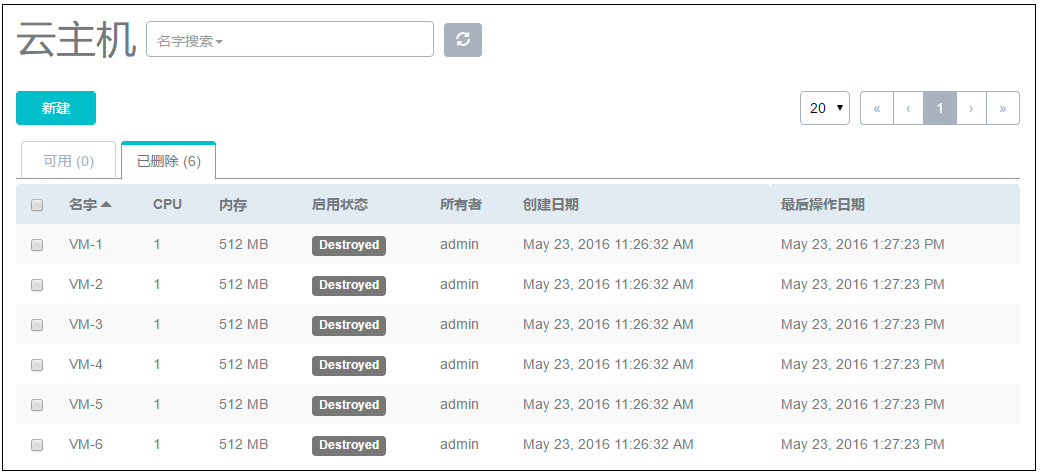 云主机 名字搜索
新建 20 « ‹ 1 › »
可用 (0) 已删除 (6)
名字 CPU 内存 启用状态 所有者 创建日期 最后操作日期
VM-1 1 512 MB Destroyed admin May 23, 2016 11:26:32 AM May 23, 2016 1:27:23 PM
VM-2 1 512 MB Destroyed admin May 23, 2016 11:26:32 AM May 23, 2016 1:27:23 PM
VM-3 1 512 MB Destroyed admin May 23, 2016 11:26:32 AM May 23, 2016 1:27:23 PM
VM-4 1 512 MB Destroyed admin May 23, 2016 11:26:32 AM May 23, 2016 1:27:23 PM
VM-5 1 512 MB Destroyed admin May 23, 2016 11:26:32 AM May 23, 2016 1:27:23 PM
VM-6 1 512 MB Destroyed admin May 23, 2016 11:26:32 AM May 23, 2016 1:27:23 PM